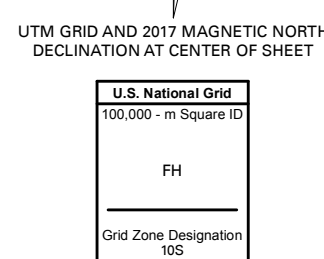 UTM GRID AND 2017 MAGNETIC NORTH
DECLINATION AT CENTER OF SHEET
U.S. National Grid
100,000 - m Square ID
FH
Grid Zone Designation
10S